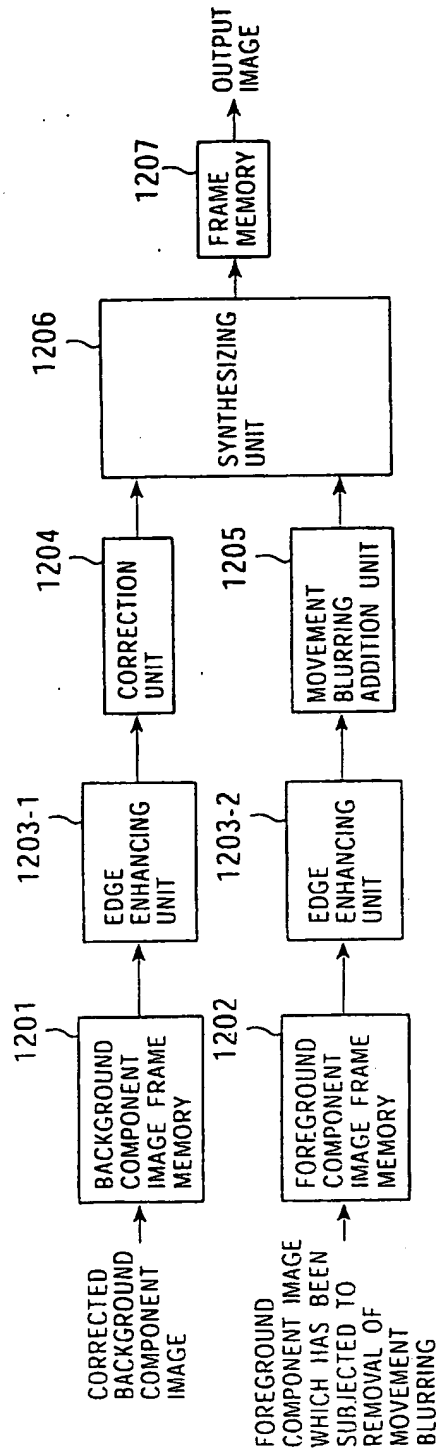 CORRECTED
BACKGROUND
COMPONENT
IMAGE
1201
BACKGROUND
COMPONENT
IMAGE FRAME
MEMORY
1203-1
EDGE
ENHANCING
UNIT
1204
CORRECTION
UNIT
FOREGROUND
COMPONENT IMAGE
WHICH HAS BEEN
SUBJECTED TO
REMOVAL OF
MOVEMENT
BLURRING
1202
FOREGROUND
COMPONENT
IMAGE FRAME
MEMORY
1203-2
EDGE
ENHANCING
UNIT
1205
MOVEMENT
BLURRING
ADDITION UNIT
1206
SYNTHESIZING
UNIT
1207
FRAME
MEMORY
OUTPUT
IMAGE